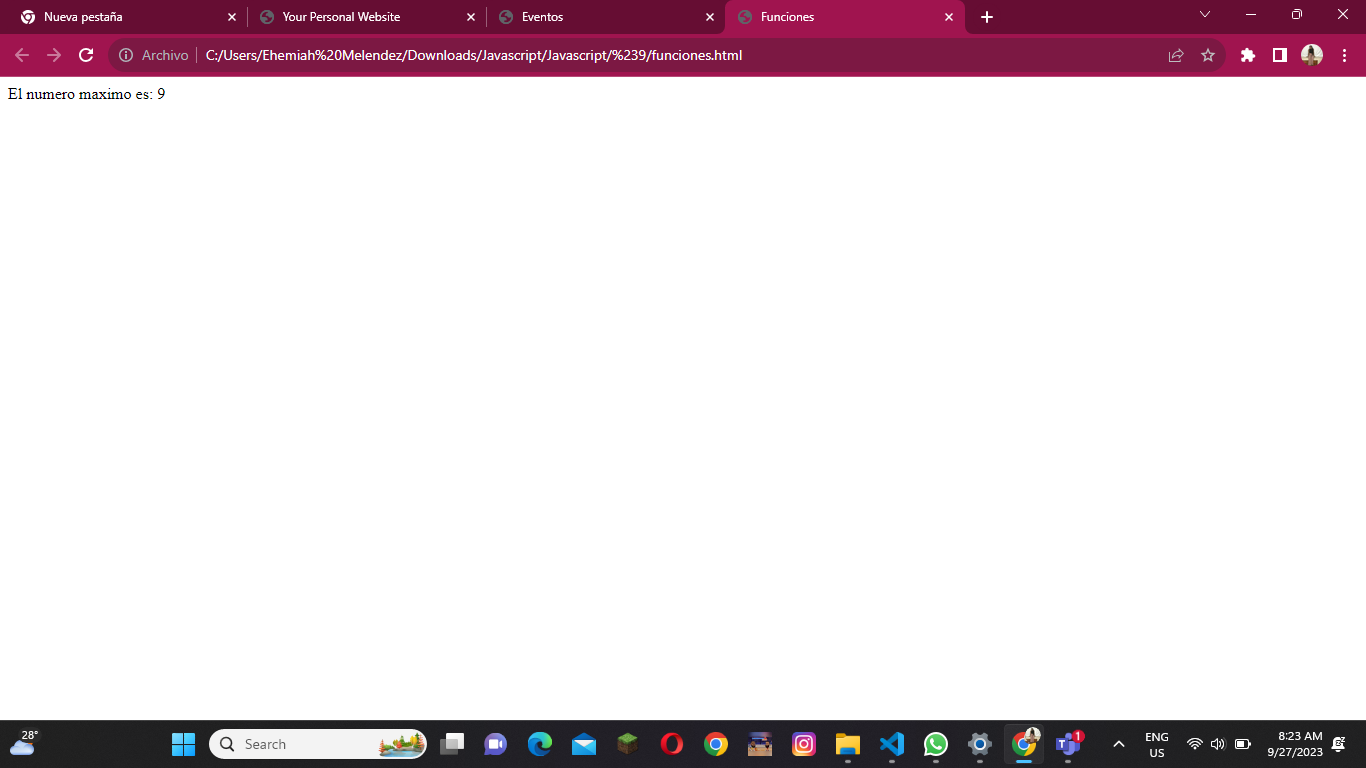 Nueva pestaña
Your Personal Website
Eventos
Funciones
Archivo
C:/Users/Ehemiah%20Melendez/Downloads/Javascript/Javascript/%239/funciones.html
El numero maximo es: 9
28°
Search
1
ENG
US
8:23 AM
9/27/2023